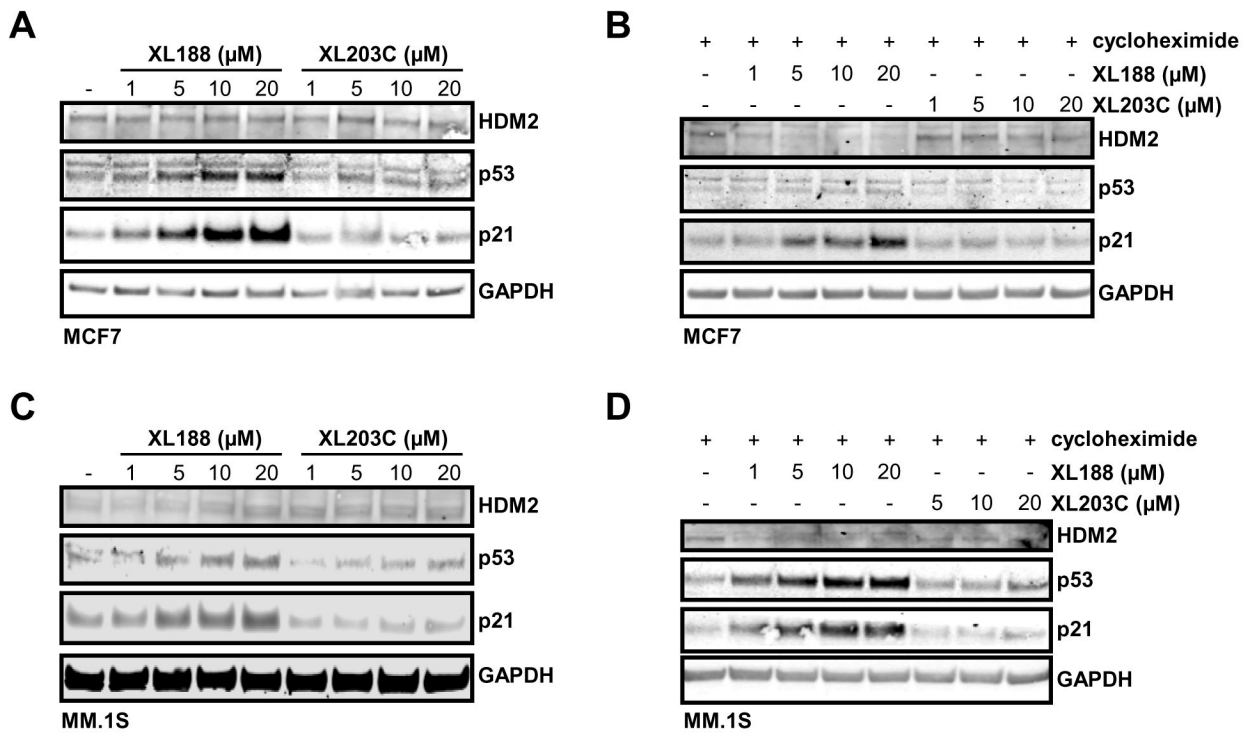 A
XL188 (µM) XL203C (µM)
- 1 5 10 20 1 5 10 20
HDM2
p53
p21
GAPDH
MCF7
B
+ + + + + + + + + cycloheximide
- 1 5 10 20 - - - - XL188 (µM)
- - - - - 1 5 10 20 XL203C (µM)
HDM2
p53
p21
GAPDH
MCF7
C
XL188 (µM) XL203C (µM)
- 1 5 10 20 1 5 10 20
HDM2
p53
p21
GAPDH
MM.1S
D
+ + + + + + + + cycloheximide
- 1 5 10 20 - - - XL188 (µM)
- - - - - 5 10 20 XL203C (µM)
HDM2
p53
p21
GAPDH
MM.1S